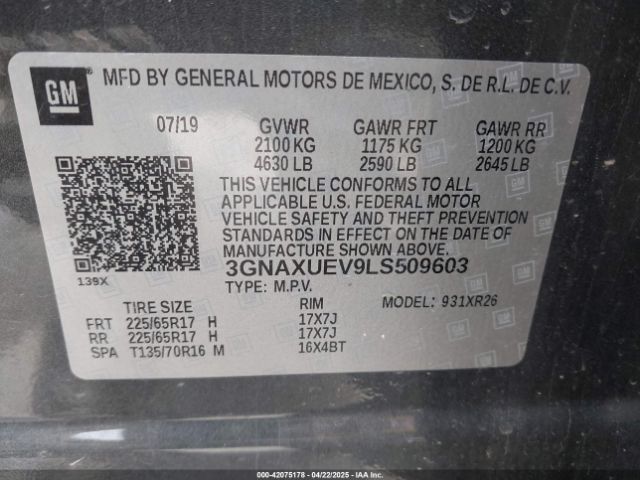 GM MFD BY GENERAL MOTORS DE MEXICO, S. DE R.L. DE C.V.
07/19 GVWR GAWR FRT GAWR RR
2100 KG 1175 KG 1200 KG
4630 LB 2590 LB 2645 LB
THIS VEHICLE CONFORMS TO ALL
APPLICABLE U.S. FEDERAL MOTOR
VEHICLE SAFETY AND THEFT PREVENTION
STANDARDS IN EFFECT ON THE DATE OF
MANUFACTURE SHOWN ABOVE.
3GNAXUEV9LS509603
139X
TYPE: M.P.V.
TIRE SIZE RIM MODEL: 931XR26
FRT 225/65R17 H 17X7J
RR 225/65R17 H 17X7J
SPA T135/70R16 M 16X4BT
000-42075178 - 04/22/2025 - IAAI.COM